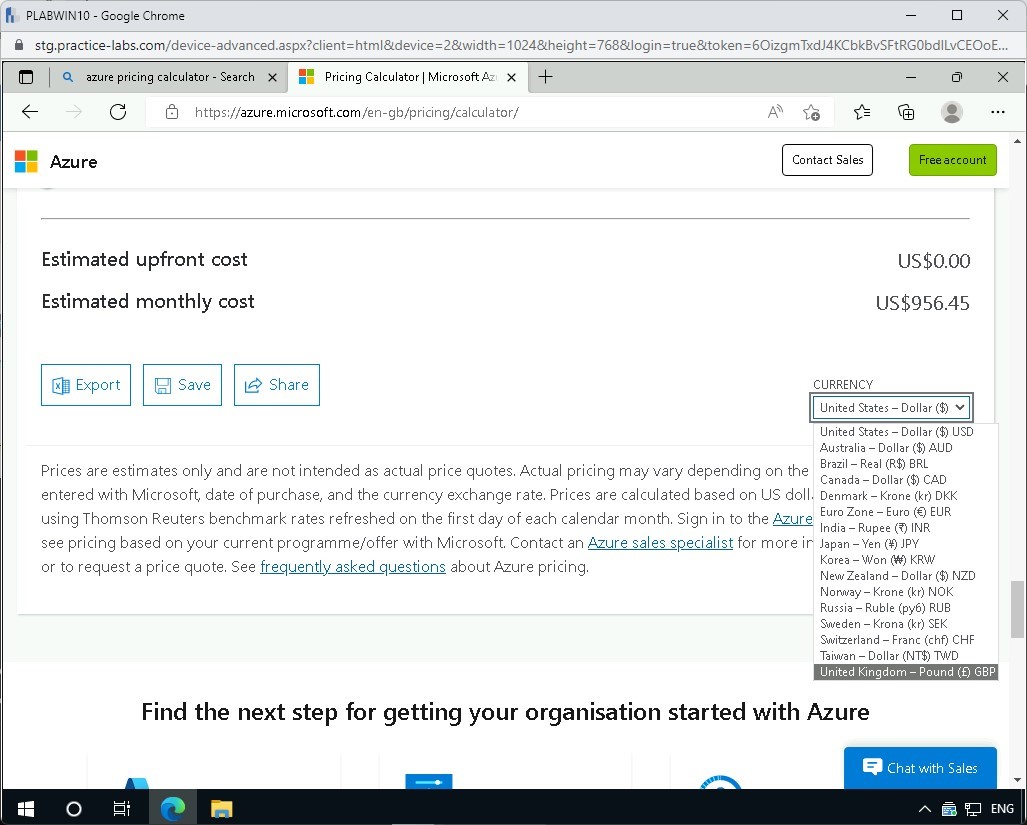 PLABWIN10 - Google Chrome
stg.practice-labs.com/device-advanced.aspx?client=html&device=2&width=1024&height=768&login=true&token=6OizgmTxdJ4KCbkBvSFtRG0bdILvCEOoE...
azure pricing calculator - Search
Pricing Calculator | Microsoft Az
https://azure.microsoft.com/en-gb/pricing/calculator/
Azure
Contact Sales
Free account
Estimated upfront cost
US$0.00
Estimated monthly cost
US$956.45
Export
Save
Share
CURRENCY
United States – Dollar ($)
United States – Dollar ($) USD
Australia – Dollar ($) AUD
Brazil – Real (R$) BRL
Canada – Dollar ($) CAD
Denmark – Krone (kr) DKK
Euro Zone – Euro (€) EUR
India – Rupee (₹) INR
Japan – Yen (¥) JPY
Korea – Won (₩) KRW
New Zealand – Dollar ($) NZD
Norway – Krone (kr) NOK
Russia – Ruble (руб) RUB
Sweden – Krona (kr) SEK
Switzerland – Franc (chf) CHF
Taiwan – Dollar (NT$) TWD
United Kingdom – Pound (£) GBP
Prices are estimates only and are not intended as actual price quotes. Actual pricing may vary depending on the
entered with Microsoft, date of purchase, and the currency exchange rate. Prices are calculated based on US doll
using Thomson Reuters benchmark rates refreshed on the first day of each calendar month. Sign in to the Azure
see pricing based on your current programme/offer with Microsoft. Contact an Azure sales specialist for more in
or to request a price quote. See frequently asked questions about Azure pricing.
Find the next step for getting your organisation started with Azure
Chat with Sales
ENG